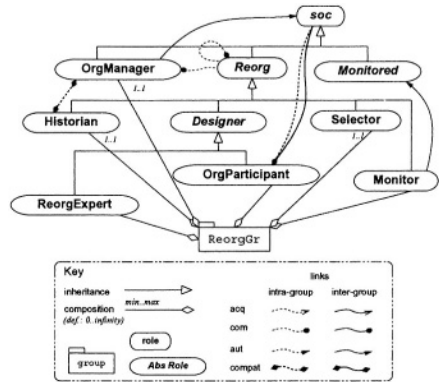 soc
OrgManager
Reorg
Monitored
1..1
Historian
Designer
Selector
1..1
1..1
OrgParticipant
Monitor
ReorgExpert
ReorgGr
Key
links
inheritance
intra-group
inter-group
min..max
composition
acq
(def.: 0..infinity)
com
role
aut
group
Abs Role
compat